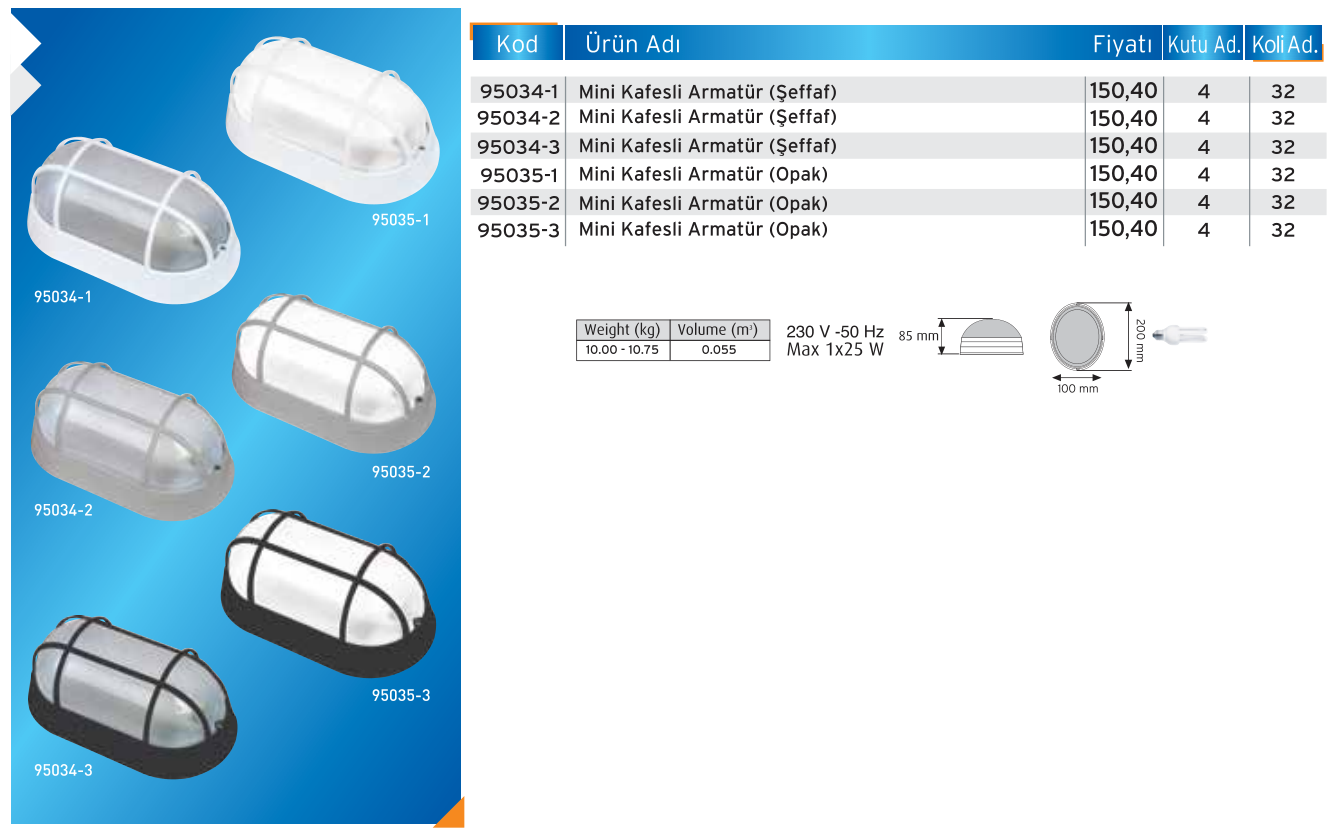 Kod Ürün Adı Fiyatı Kutu Ad. Koli Ad.
95034-1 Mini Kafesli Armatür (Şeffaf) 150,40 4 32
95034-2 Mini Kafesli Armatür (Şeffaf) 150,40 4 32
95034-3 Mini Kafesli Armatür (Şeffaf) 150,40 4 32
95035-1 Mini Kafesli Armatür (Opak) 150,40 4 32
95035-2 Mini Kafesli Armatür (Opak) 150,40 4 32
95035-3 Mini Kafesli Armatür (Opak) 150,40 4 32
95035-1
95034-1
95035-2
95034-2
95035-3
95034-3
Weight (kg) Volume (m³)
10.00 - 10.75 0.055
230 V -50 Hz
Max 1x25 W
85 mm
200 mm
100 mm